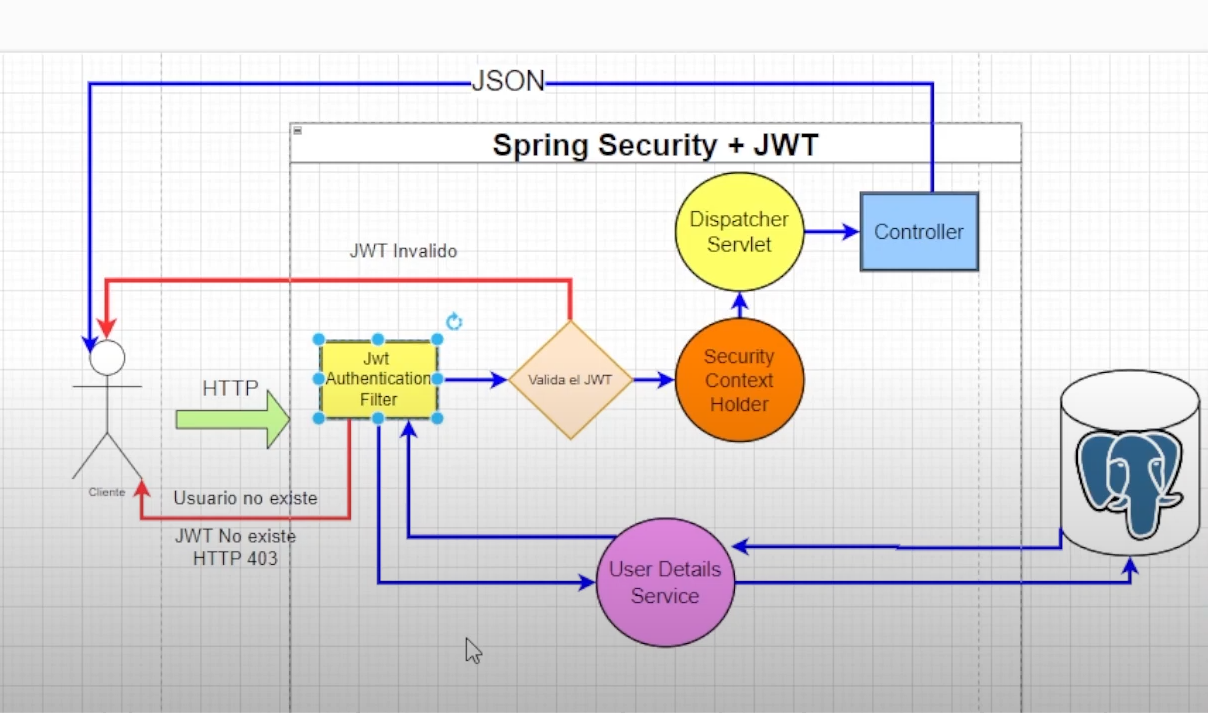 JSON
Spring Security + JWT
Dispatcher
Servlet
Controller
JWT Invalido
Jwt
Authentication
Filter
Valida el JWT
Security
Context
Holder
HTTP
Cliente
Usuario no existe
JWT No existe
HTTP 403
User Details
Service